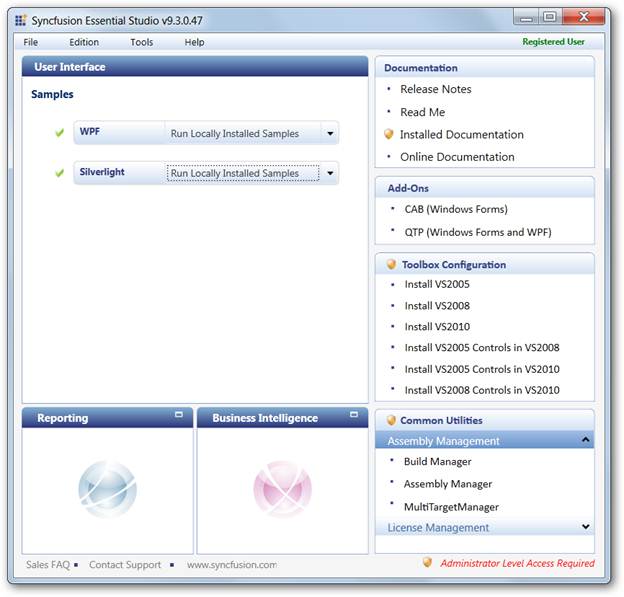 Syncfusion Essential Studio v9.3.0.47
File Edition Tools Help Registered User
User Interface
Samples
WPF Run Locally Installed Samples
Silverlight Run Locally Installed Samples
Documentation
Release Notes
Read Me
Installed Documentation
Online Documentation
Add-Ons
CAB (Windows Forms)
QTP (Windows Forms and WPF)
Toolbox Configuration
Install VS2005
Install VS2008
Install VS2010
Install VS2005 Controls in VS2008
Install VS2005 Controls in VS2010
Install VS2008 Controls in VS2010
Reporting
Business Intelligence
Common Utilities
Assembly Management
Build Manager
Assembly Manager
MultiTargetManager
License Management
Sales FAQ Contact Support www.syncfusion.com
Administrator Level Access Required